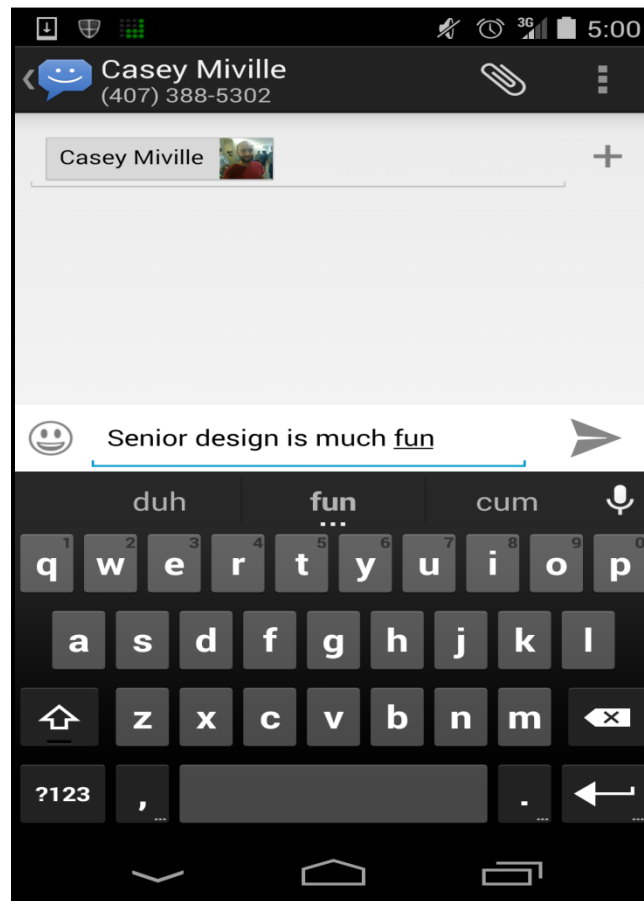 3G 5:00
Casey Miville
(407) 388-5302
Casey Miville
Senior design is much fun
duh fun cum
1 2 3 4 5 6 7 8 9 0
q w e r t y u i o p
a s d f g h j k l
z x c v b n m
?123 , .